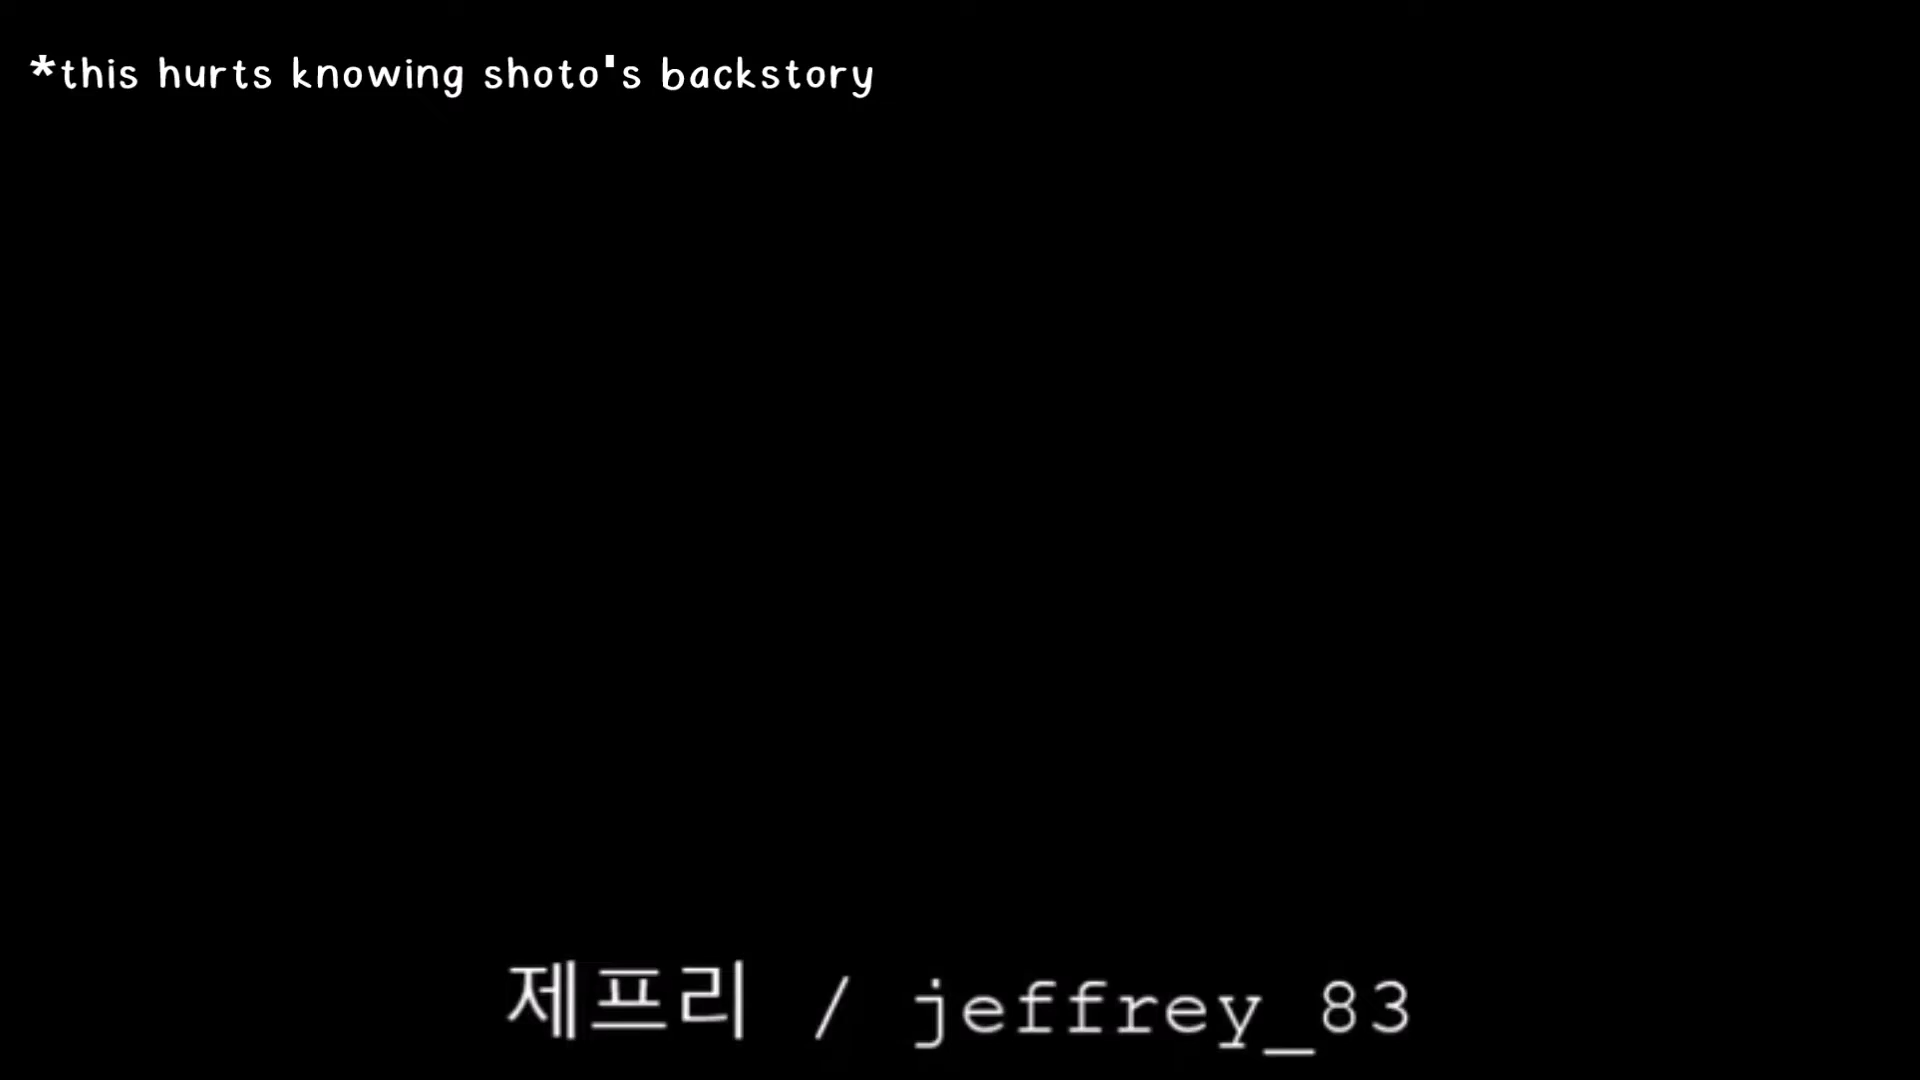 *this hurts knowing shoto's backstory
제프리 / jeffrey_83